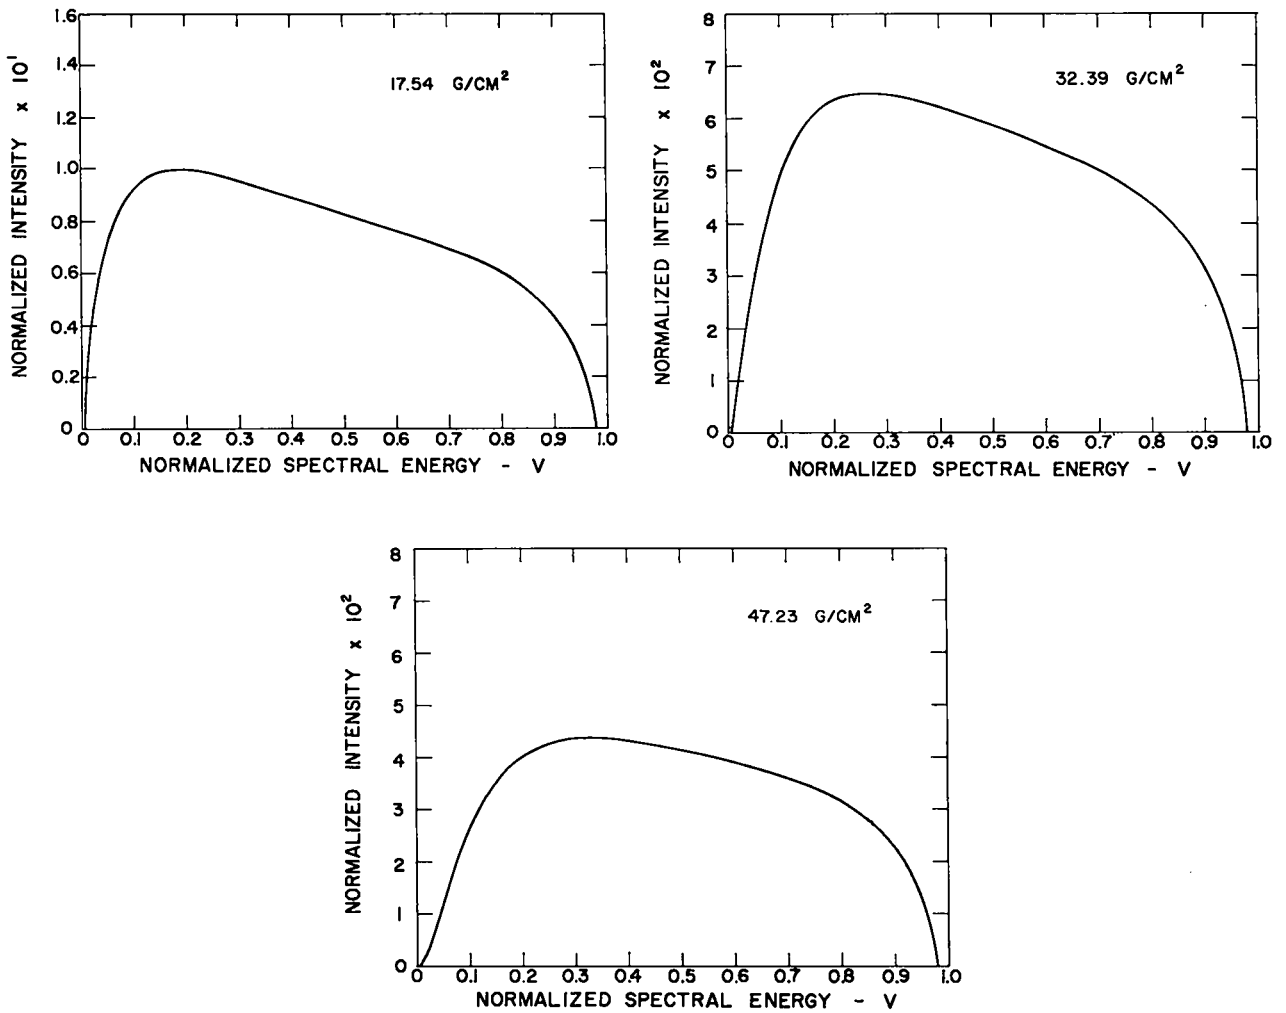 NORMALIZED INTENSITY x 10¹
1.6
1.4
1.2
1.0
0.8
0.6
0.4
0.2
0
17.54 G/CM²
0 0.1 0.2 0.3 0.4 0.5 0.6 0.7 0.8 0.9 1.0
NORMALIZED SPECTRAL ENERGY - V
NORMALIZED INTENSITY x 10²
8
7
6
5
4
3
2
1
0
32.39 G/CM²
0 0.1 0.2 0.3 0.4 0.5 0.6 0.7 0.8 0.9 1.0
NORMALIZED SPECTRAL ENERGY - V
NORMALIZED INTENSITY x 10²
8
7
6
5
4
3
2
1
0
47.23 G/CM²
0 0.1 0.2 0.3 0.4 0.5 0.6 0.7 0.8 0.9 1.0
NORMALIZED SPECTRAL ENERGY - V